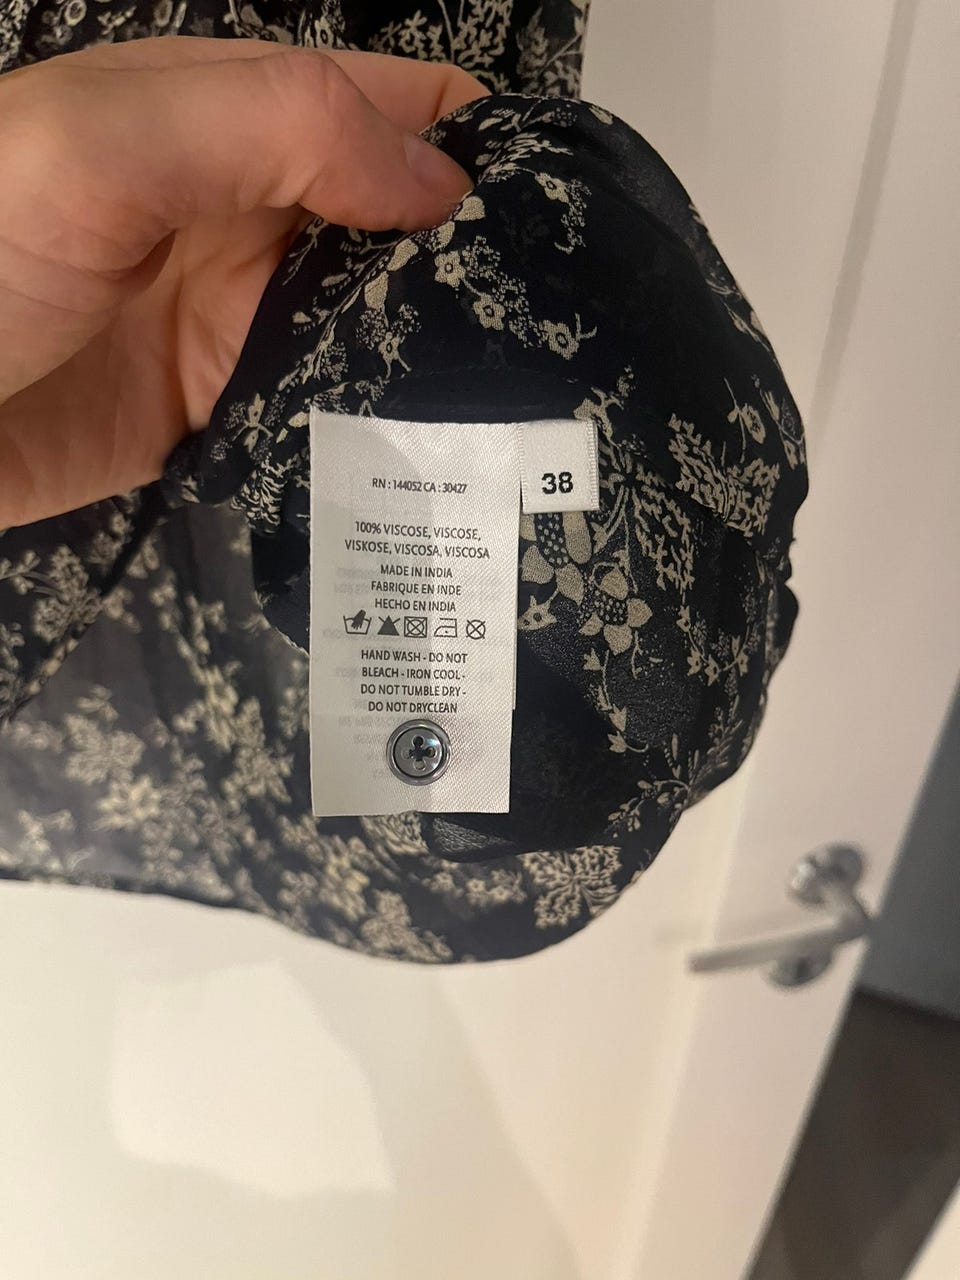 RN : 144052 CA : 30427
38
100% VISCOSE, VISCOSE,
VISKOSE, VISCOSA, VISCOSA
MADE IN INDIA
FABRIQUE EN INDE
HECHO EN INDIA
HAND WASH - DO NOT
BLEACH - IRON COOL -
DO NOT TUMBLE DRY -
DO NOT DRYCLEAN